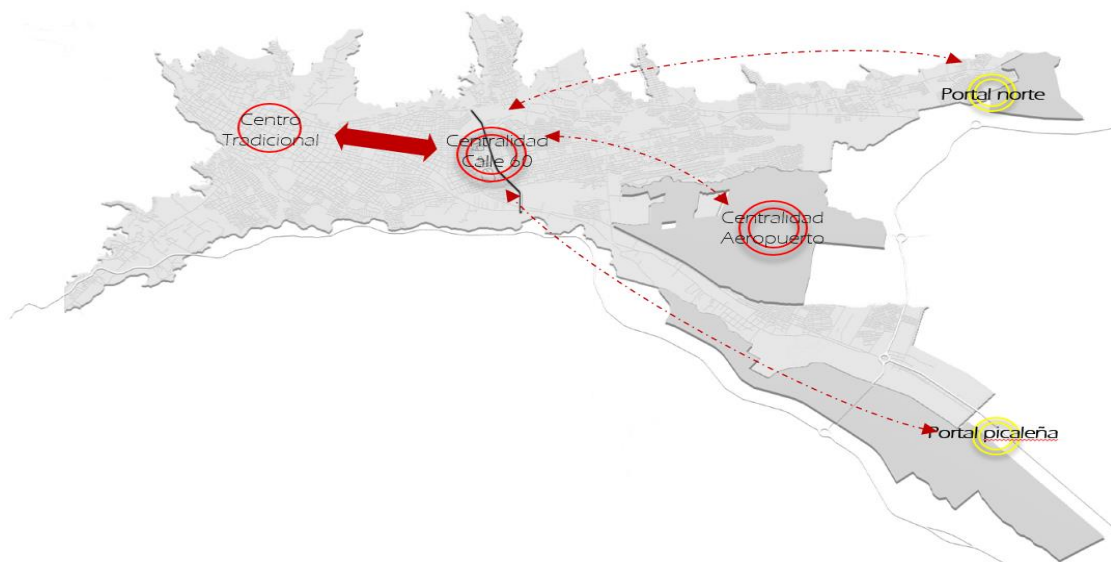 Portal norte
Centro
Tradicional
Centralidad
Calle 60
Centralidad
Aeropuerto
Portal picaleña